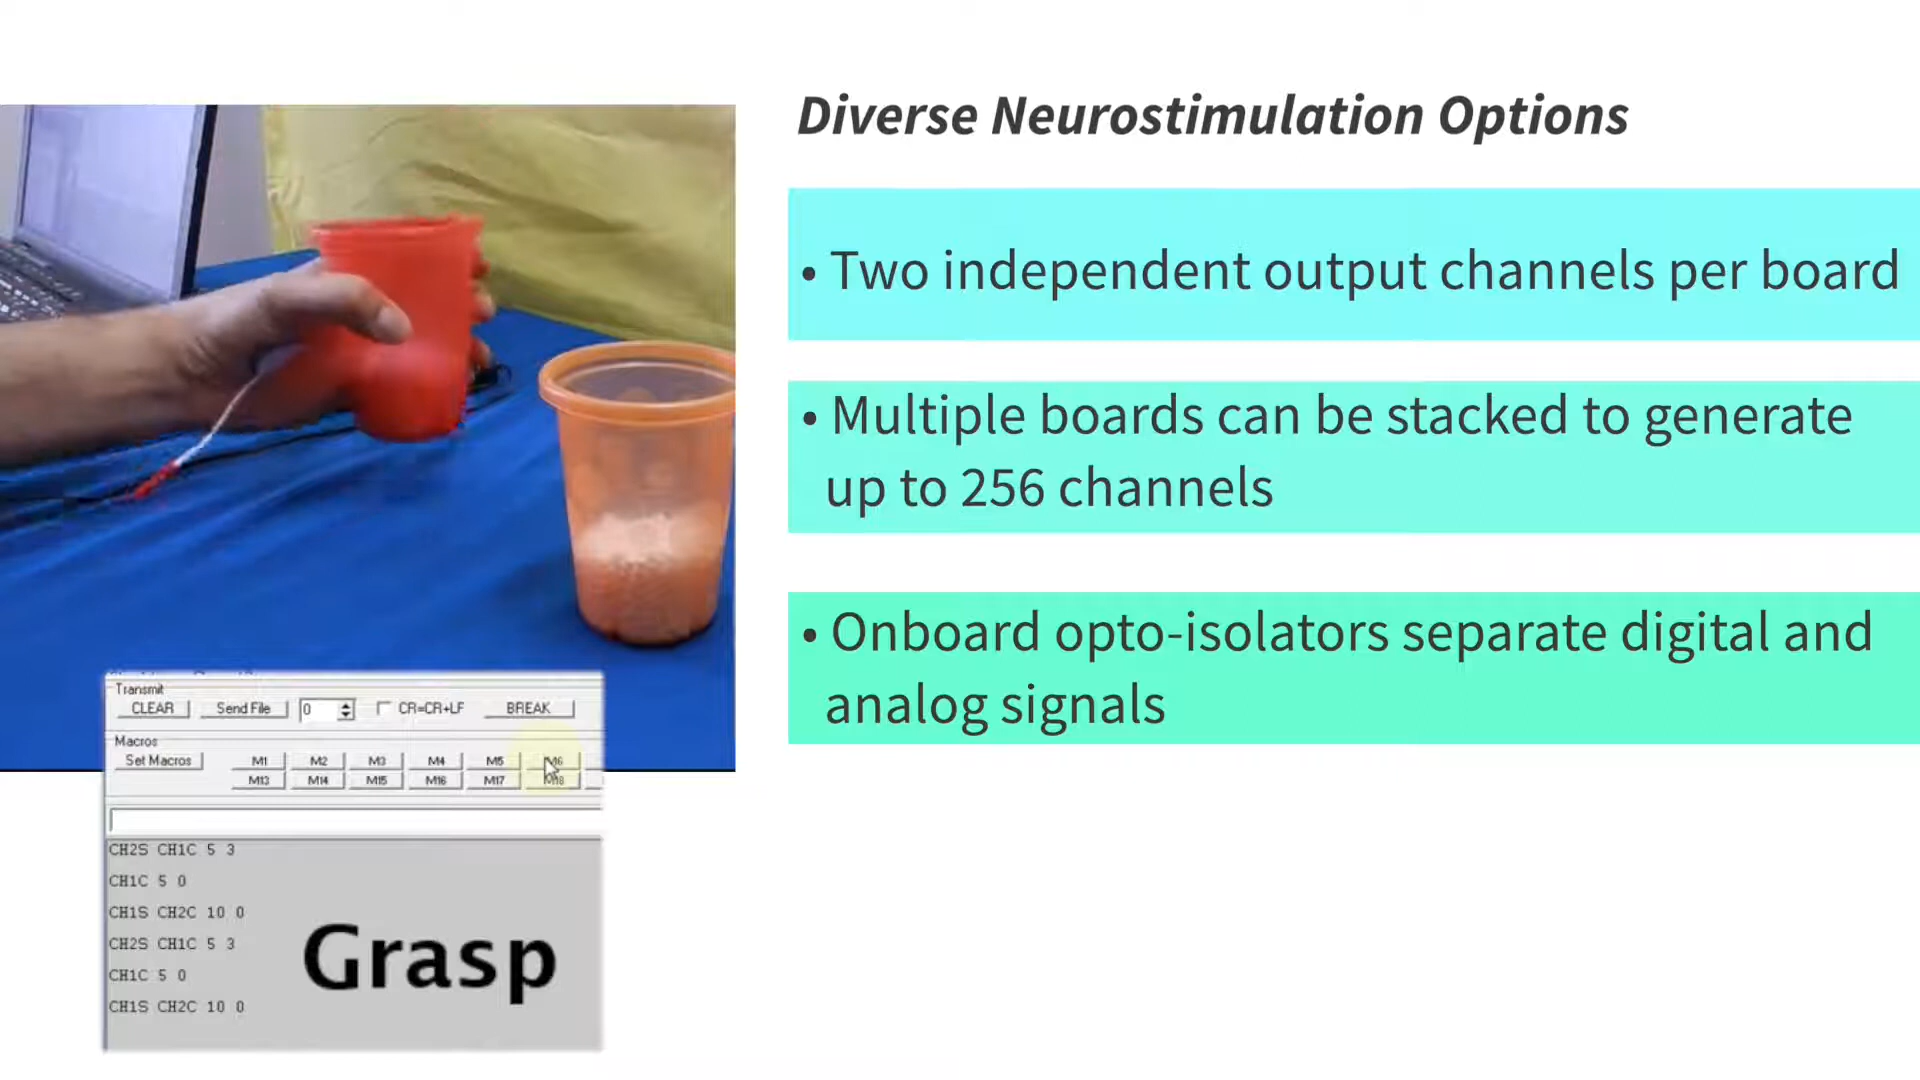 Diverse Neurostimulation Options
• Two independent output channels per board
• Multiple boards can be stacked to generate
up to 256 channels
• Onboard opto-isolators separate digital and
analog signals
Transmit
CLEAR Send File 0 CR=CR+LF BREAK
Macros
Set Macros M1 M2 M3 M4 M5 M6
M13 M14 M15 M16 M17 M18
CH2S CH1C 5 3
CH1C 5 0
CH1S CH2C 10 0
CH2S CH1C 5 3
CH1C 5 0
CH1S CH2C 10 0
Grasp